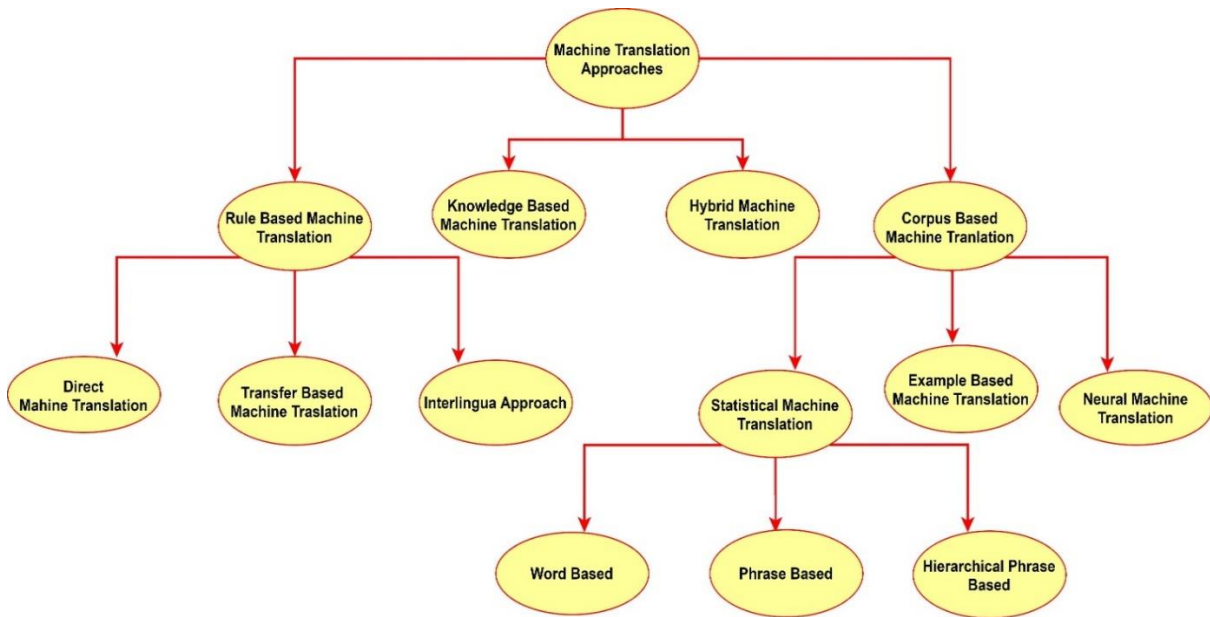 Machine Translation
Approaches
Rule Based Machine
Translation
Knowledge Based
Machine Translation
Hybrid Machine
Translation
Corpus Based
Machine Tranlation
Direct
Mahine Translation
Transfer Based
Machine Traslation
Interlingua Approach
Statistical Machine
Translation
Example Based
Machine Translation
Neural Machine
Translation
Word Based
Phrase Based
Hierarchical Phrase
Based